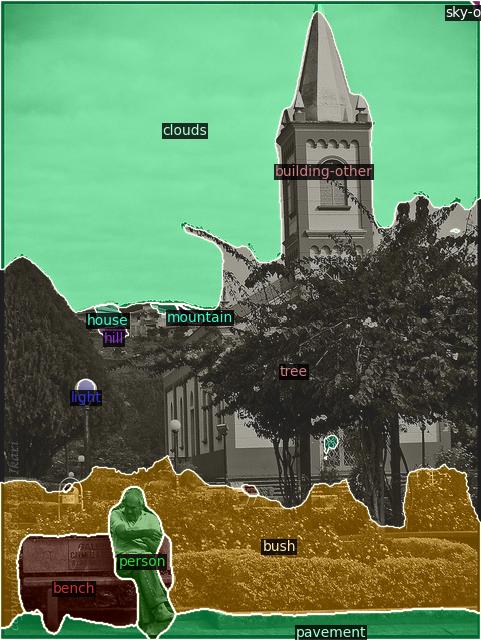 sky-o
clouds
building-other
house
mountain
hill
tree
light
bush
person
bench
pavement